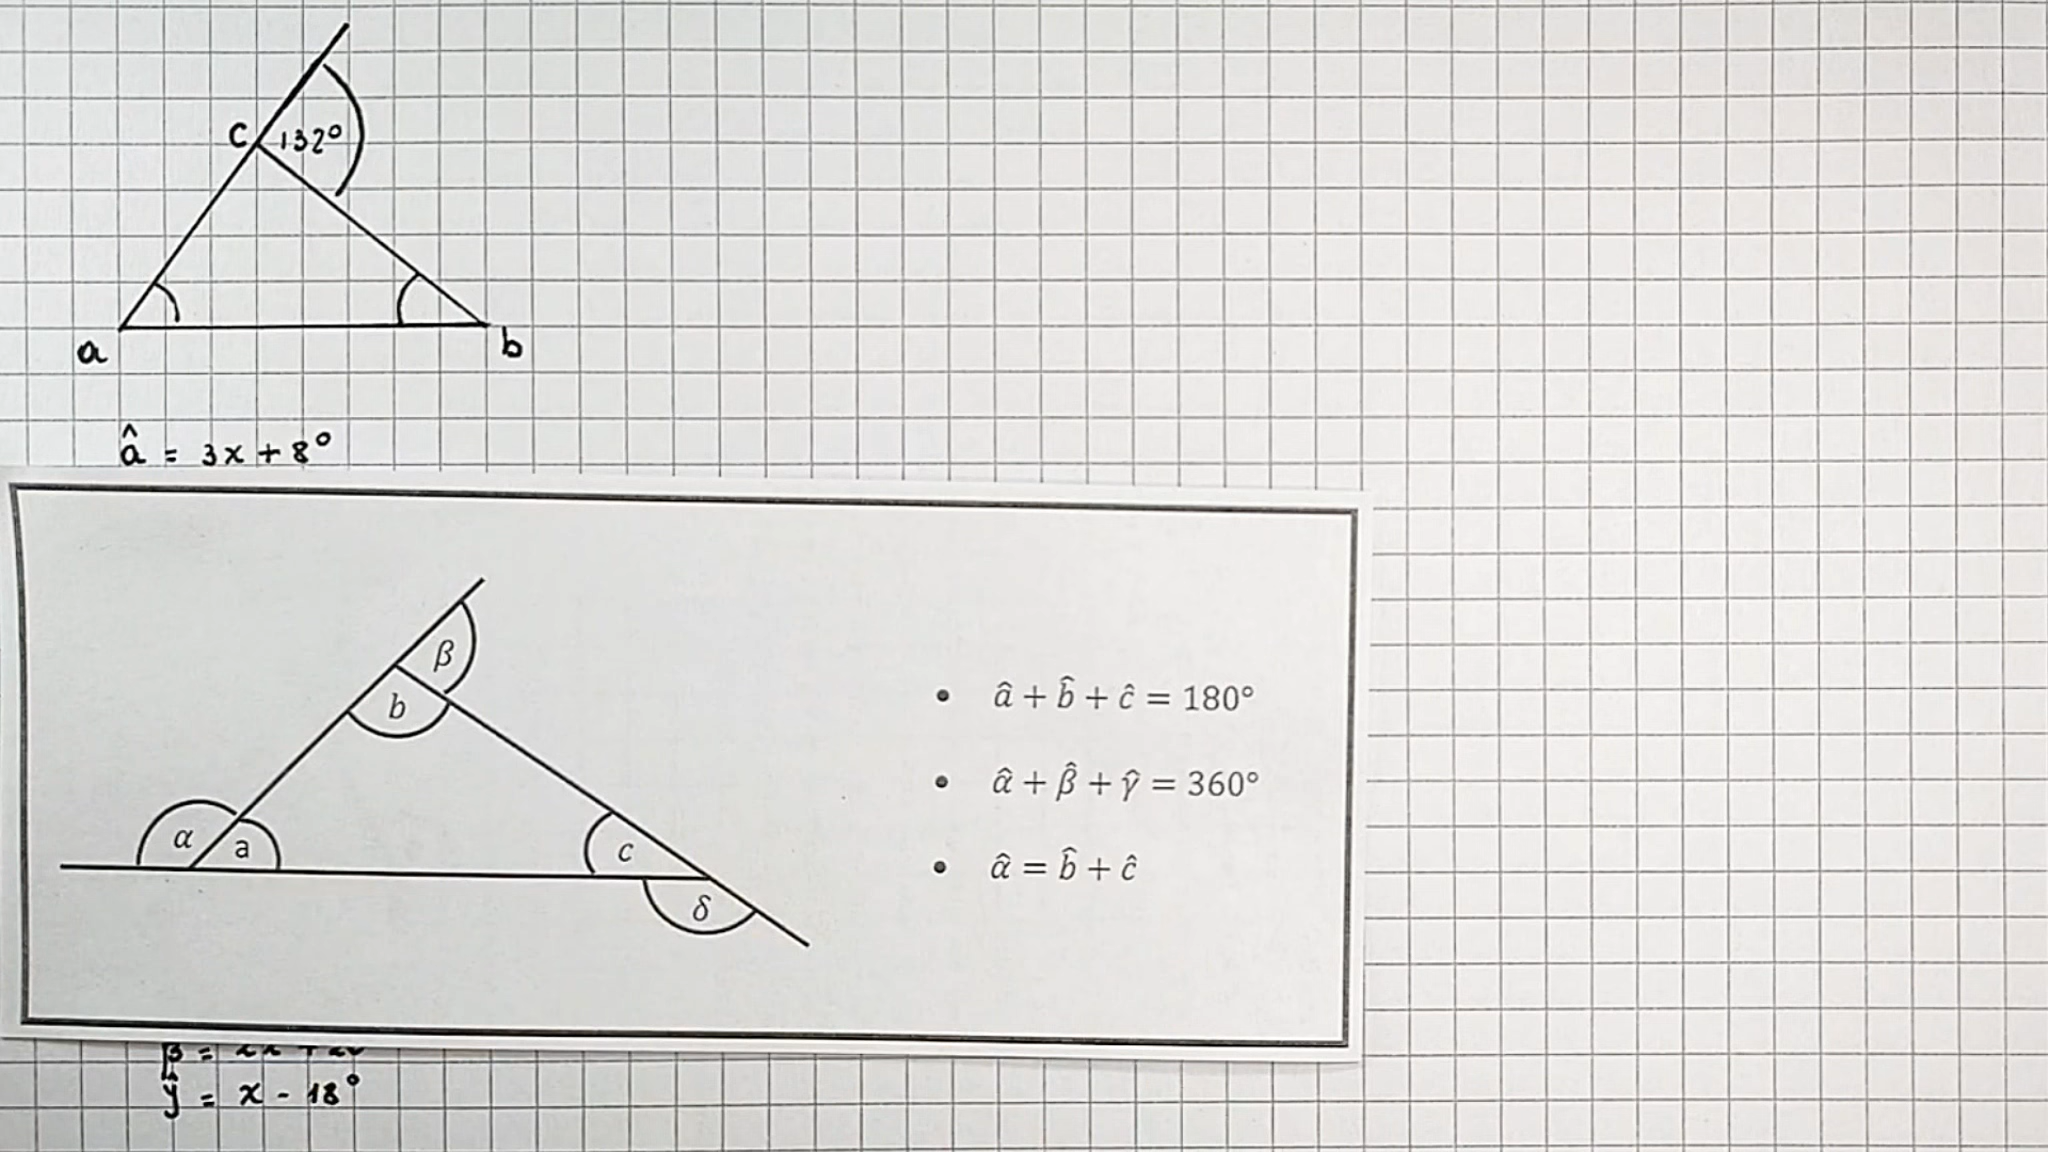 c 132°
a b
â = 3x + 8°
β
b
α a c
δ
• â + b̂ + ĉ = 180°
• α̂ + β̂ + γ̂ = 360°
• α̂ = b̂ + ĉ
ŷ = x - 18°